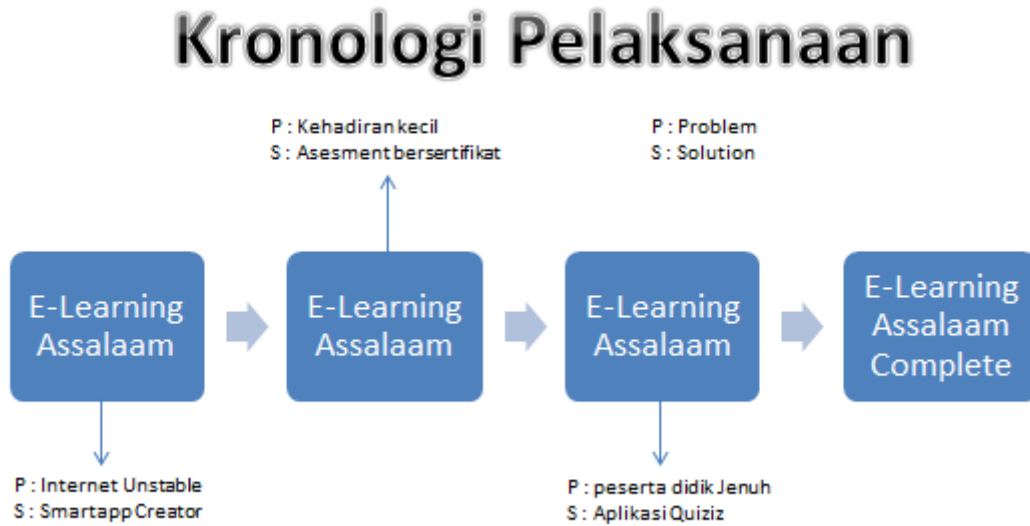 Kronologi Pelaksanaan
P : Kehadiran kecil
S : Asesment bersertifikat
P : Problem
S : Solution
E-Learning
Assalaam
E-Learning
Assalaam
E-Learning
Assalaam
E-Learning
Assalaam
Complete
P : Internet Unstable
S : Smartapp Creator
P : peserta didik Jenuh
S : Aplikasi Quiziz